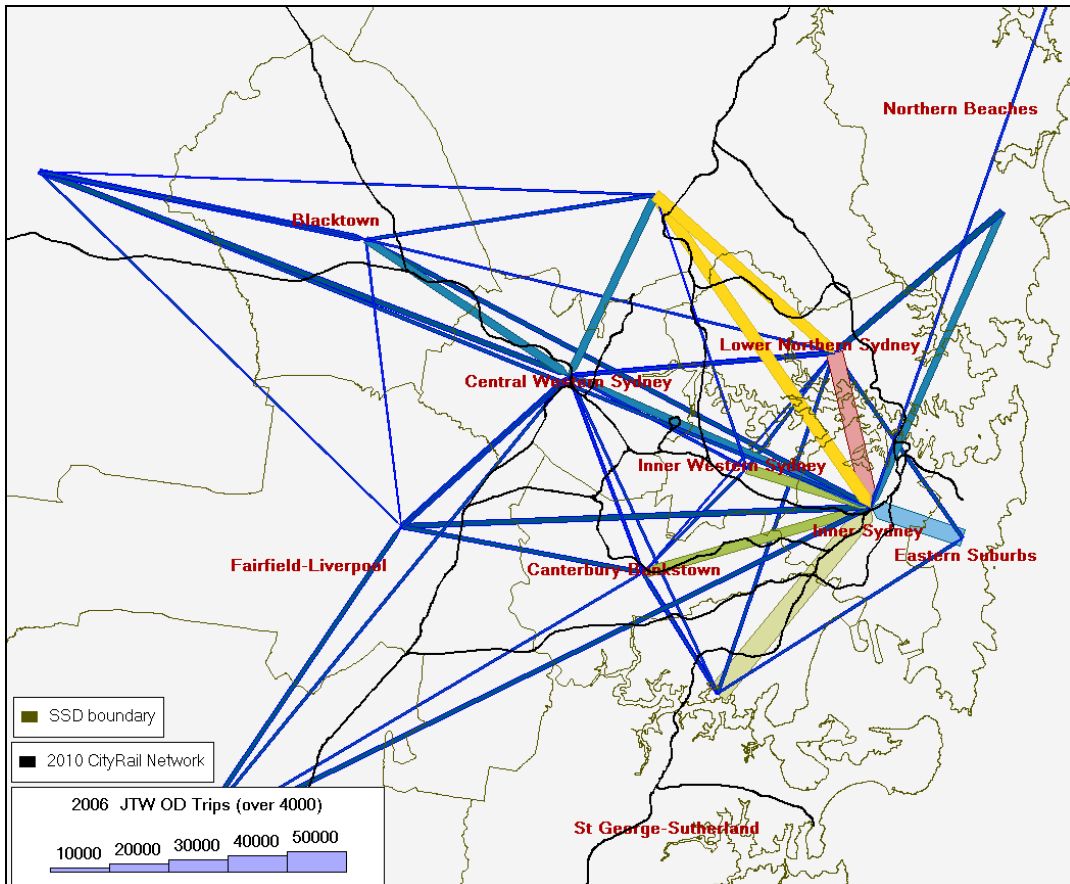 Northern Beaches
Blacktown
Lower Northern Sydney
Central Western Sydney
Inner Western Sydney
Inner Sydney
Eastern Suburbs
Fairfield-Liverpool
Canterbury-Bankstown
SSD boundary
2010 CityRail Network
2006 JTW OD Trips (over 4000)
10000 20000 30000 40000 50000
St George-Sutherland